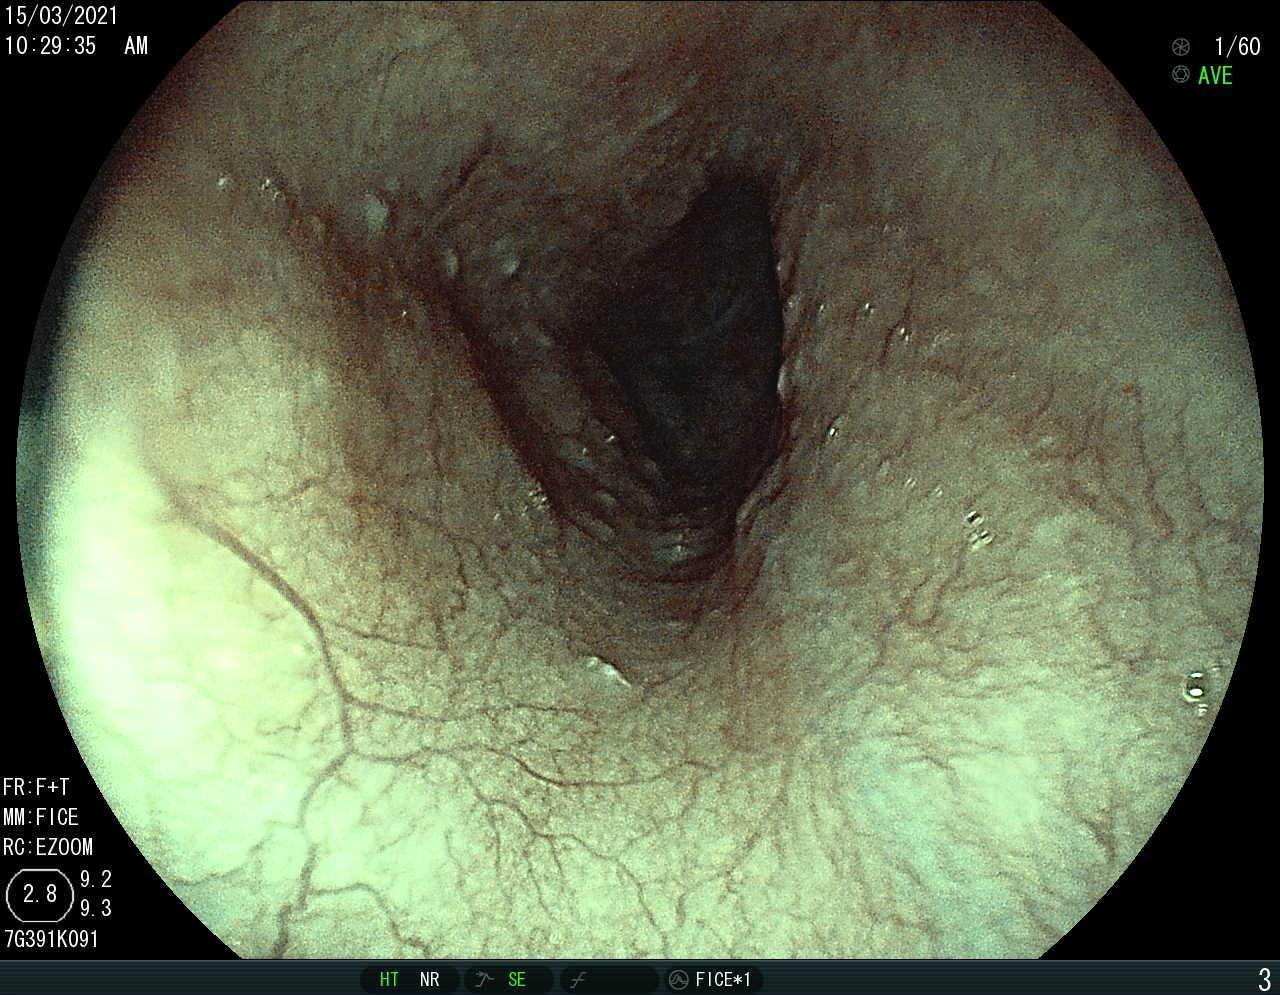 15/03/2021
10:29:35 AM
1/60
AVE
FR:F+T
MM:FICE
RC:EZOOM
2.8
9.2
9.3
7G391K091
HT NR SE FICE*1
3